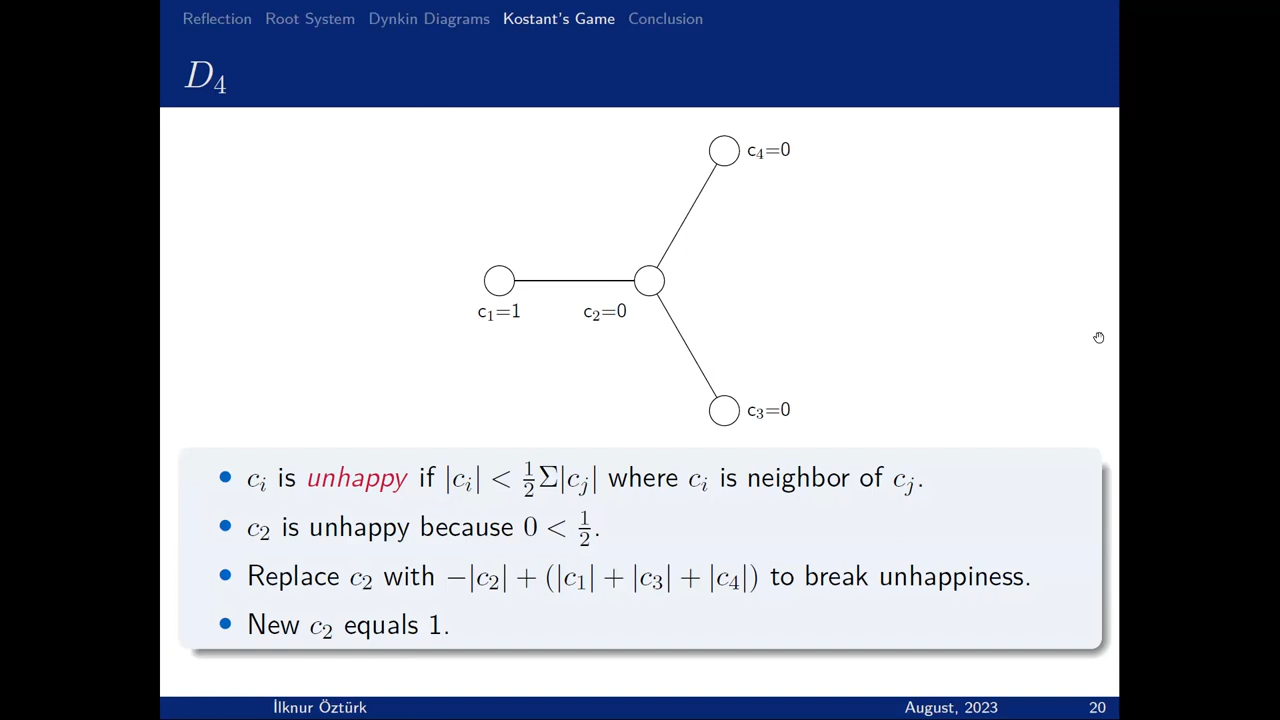 Reflection Root System Dynkin Diagrams Kostant's Game Conclusion
D₄
c₄=0
c₁=1
c₂=0
c₃=0
• cᵢ is unhappy if |cᵢ| < ½Σ|cⱼ| where cᵢ is neighbor of cⱼ.
• c₂ is unhappy because 0 < ½.
• Replace c₂ with −|c₂| + (|c₁| + |c₃| + |c₄|) to break unhappiness.
• New c₂ equals 1.
İlknur Öztürk August, 2023 20